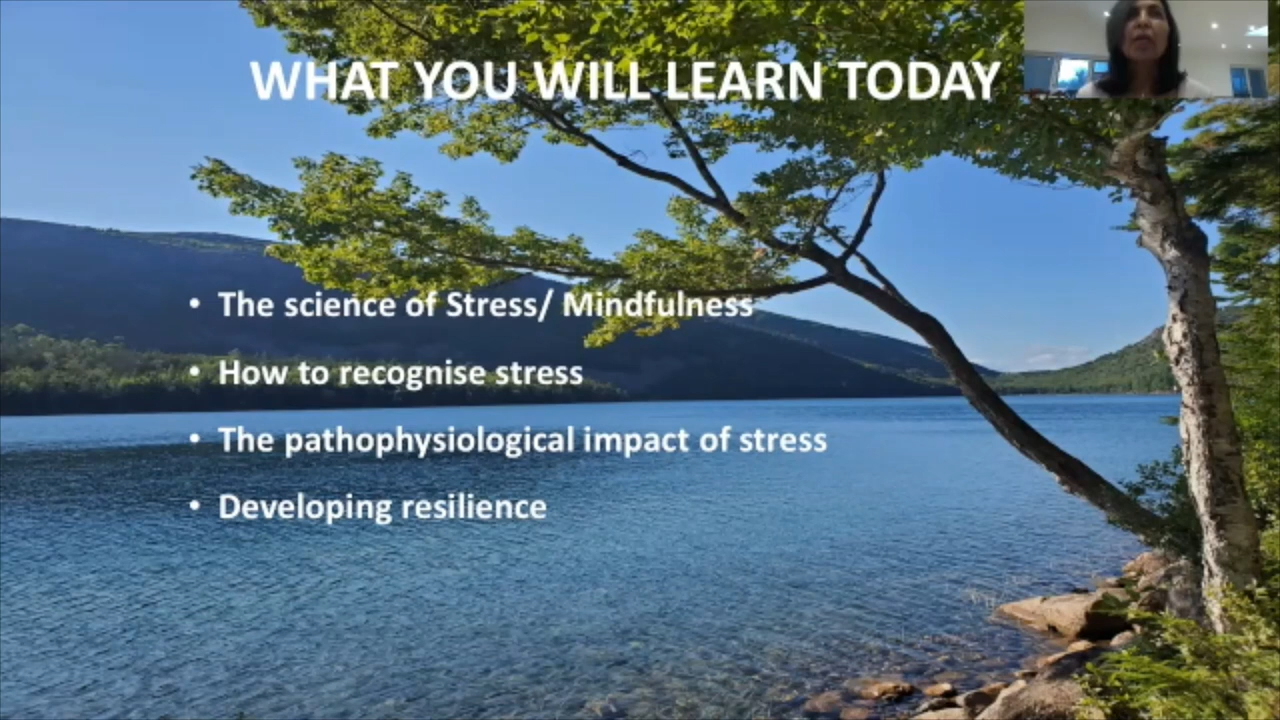 WHAT YOU WILL LEARN TODAY
• The science of Stress/ Mindfulness
• How to recognise stress
• The pathophysiological impact of stress
• Developing resilience